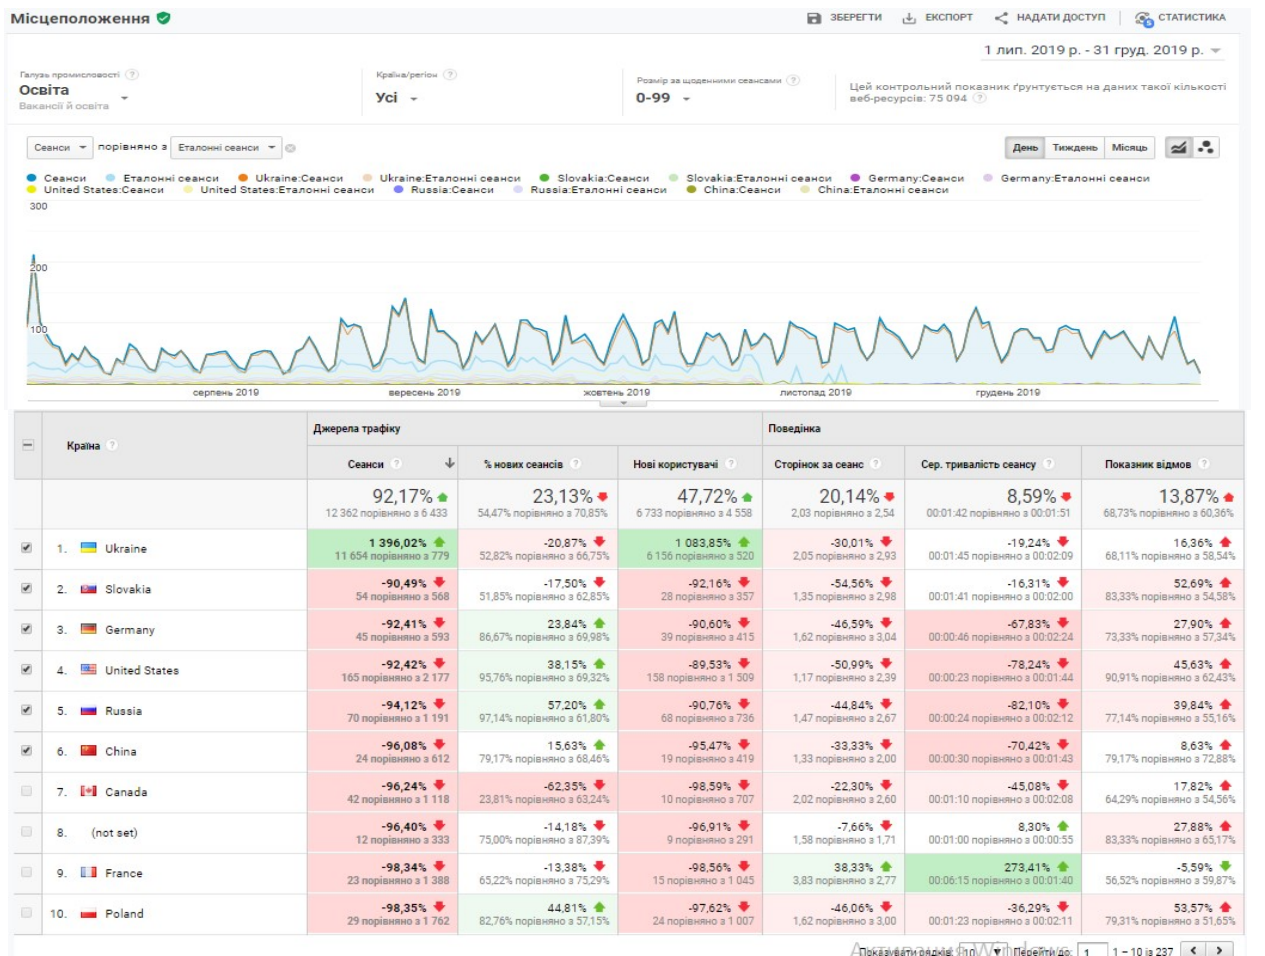 Місцеположення
ЗБЕРЕГТИ ЕКСПОРТ НАДАТИ ДОСТУП 5 СТАТИСТИКА
1 лип. 2019 р. - 31 груд. 2019 р.
Галузь промисловості ? Країна/регіон ? Розмір за щоденними сеансами ?
Освіта Усі 0-99 Цей контрольний показник ґрунтується на даних такої кількості
Вакансії й освіта веб-ресурсів: 75 094 ?
Сеанси порівняно з Еталонні сеанси День Тиждень Місяць
Сеанси Еталонні сеанси Ukraine:Сеанси Ukraine:Еталонні сеанси Slovakia:Сеанси Slovakia:Еталонні сеанси Germany:Сеанси Germany:Еталонні сеанси
United States:Сеанси United States:Еталонні сеанси Russia:Сеанси Russia:Еталонні сеанси China:Сеанси China:Еталонні сеанси
300
200
100
серпень 2019 вересень 2019 жовтень 2019 листопад 2019 грудень 2019
Джерела трафіку Поведінка
Країна ?
Сеанси ? % нових сеансів ? Нові користувачі ? Сторінок за сеанс ? Сер. тривалість сеансу ? Показник відмов ?
92,17% 23,13% 47,72% 20,14% 8,59% 13,87%
12 362 порівняно з 6 433 54,47% порівняно з 70,85% 6 733 порівняно з 4 558 2,03 порівняно з 2,54 00:01:42 порівняно з 00:01:51 68,73% порівняно з 60,36%
1. Ukraine 1 396,02% -20,87% 1 083,85% -30,01% -19,24% 16,36%
11 654 порівняно з 779 52,82% порівняно з 66,75% 6 156 порівняно з 520 2,05 порівняно з 2,93 00:01:45 порівняно з 00:02:09 68,11% порівняно з 58,54%
2. Slovakia -90,49% -17,50% -92,16% -54,56% -16,31% 52,69%
54 порівняно з 568 51,85% порівняно з 62,85% 28 порівняно з 357 1,35 порівняно з 2,98 00:01:41 порівняно з 00:02:00 83,33% порівняно з 54,58%
3. Germany -92,41% 23,84% -90,60% -46,59% -67,83% 27,90%
45 порівняно з 593 86,67% порівняно з 69,98% 39 порівняно з 415 1,62 порівняно з 3,04 00:00:46 порівняно з 00:02:24 73,33% порівняно з 57,34%
4. United States -92,42% 38,15% -89,53% -50,99% -78,24% 45,63%
165 порівняно з 2 177 95,76% порівняно з 69,32% 158 порівняно з 1 509 1,17 порівняно з 2,39 00:00:23 порівняно з 00:01:44 90,91% порівняно з 62,43%
5. Russia -94,12% 57,20% -90,76% -44,84% -82,10% 39,84%
70 порівняно з 1 191 97,14% порівняно з 61,80% 68 порівняно з 736 1,47 порівняно з 2,67 00:00:24 порівняно з 00:02:12 77,14% порівняно з 55,16%
6. China -96,08% 15,63% -95,47% -33,33% -70,42% 8,63%
24 порівняно з 612 79,17% порівняно з 68,46% 19 порівняно з 419 1,33 порівняно з 2,00 00:00:30 порівняно з 00:01:43 79,17% порівняно з 72,88%
7. Canada -96,24% -62,35% -98,59% -22,30% -45,08% 17,82%
42 порівняно з 1 118 23,81% порівняно з 63,24% 10 порівняно з 707 2,02 порівняно з 2,60 00:01:10 порівняно з 00:02:08 64,29% порівняно з 54,56%
8. (not set) -96,40% -14,18% -96,91% -7,66% 8,30% 27,88%
12 порівняно з 333 75,00% порівняно з 87,39% 9 порівняно з 291 1,58 порівняно з 1,71 00:01:00 порівняно з 00:00:55 83,33% порівняно з 65,17%
9. France -98,34% -13,38% -98,56% 38,33% 273,41% -5,59%
23 порівняно з 1 388 65,22% порівняно з 75,29% 15 порівняно з 1 045 3,83 порівняно з 2,77 00:06:15 порівняно з 00:01:40 56,52% порівняно з 59,87%
10. Poland -98,35% 44,81% -97,62% -46,06% -36,29% 53,57%
29 порівняно з 1 762 82,76% порівняно з 57,15% 24 порівняно з 1 007 1,62 порівняно з 3,00 00:01:23 порівняно з 00:02:11 79,31% порівняно з 51,65%
Активация Windows
Показувати рядків: 10 Перейти до: 1 1 – 10 із 237